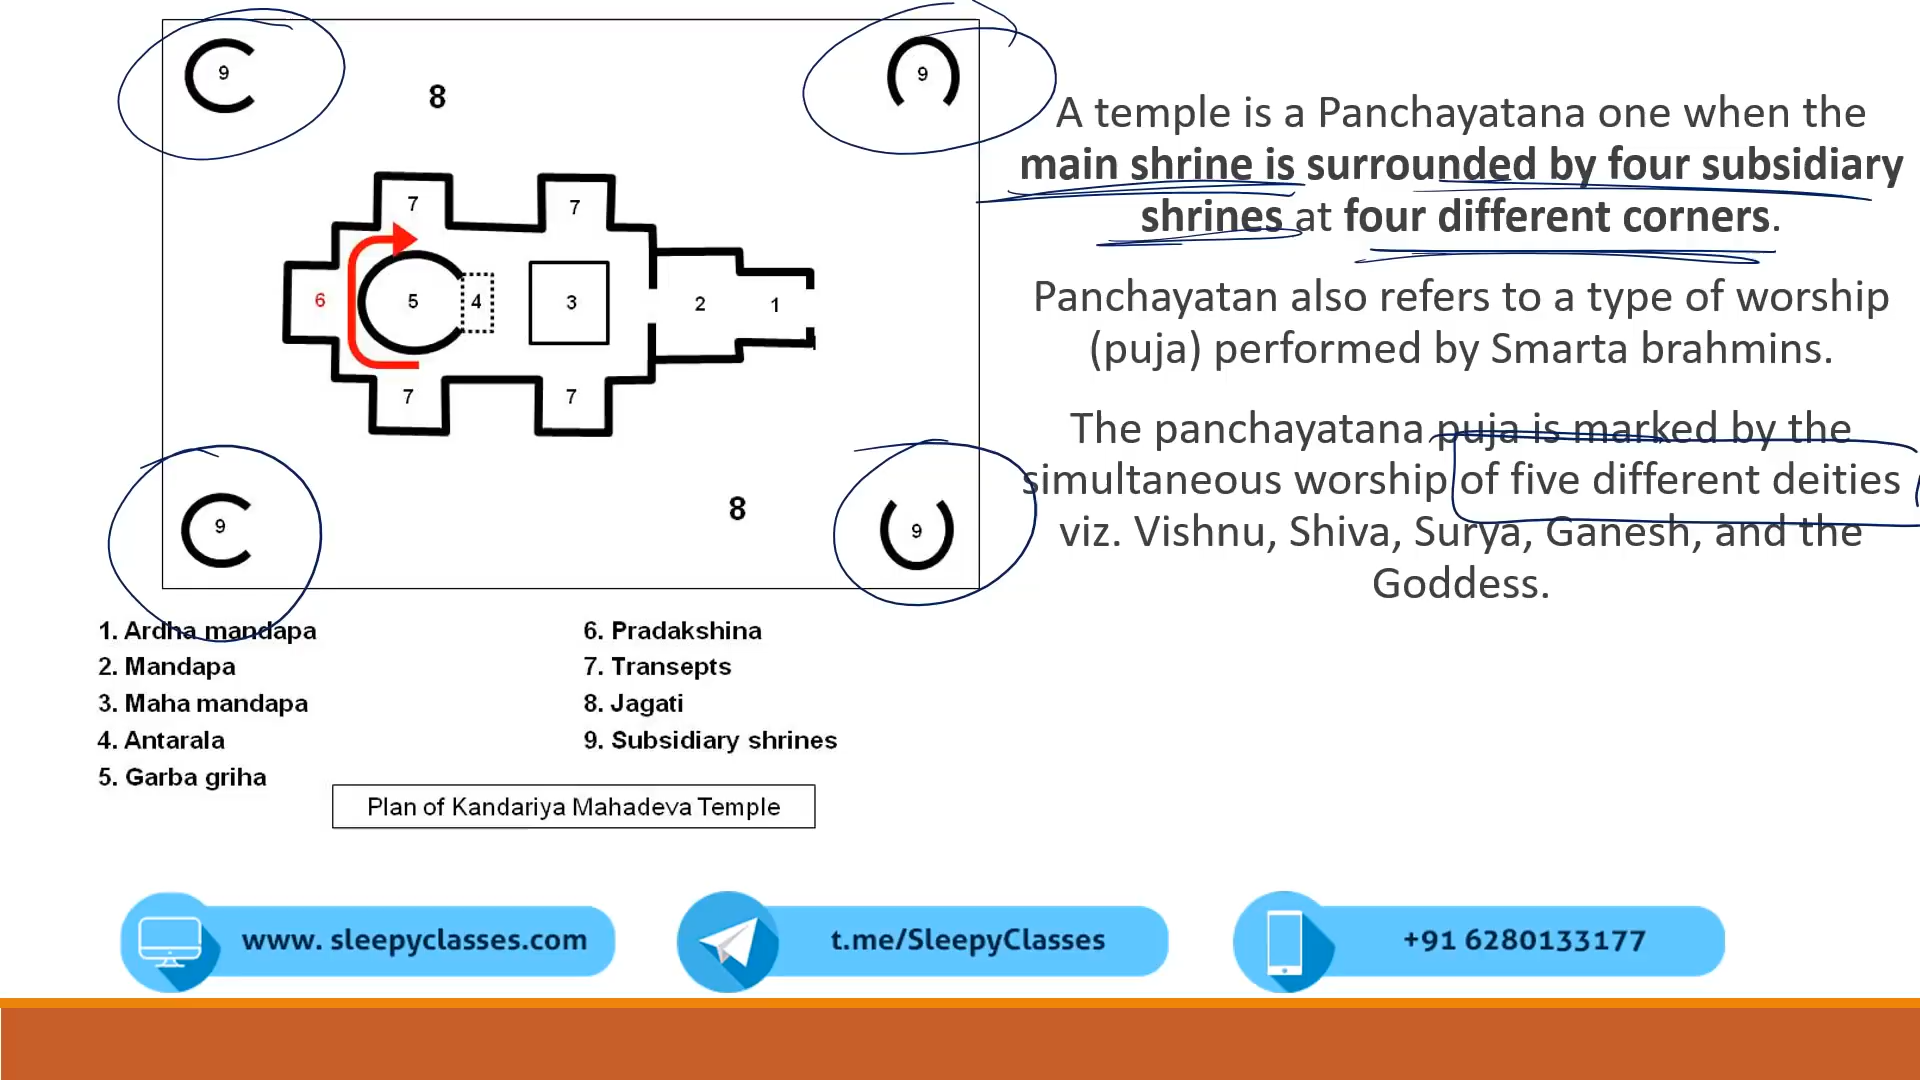 9
9
8
7
7
6
5
4
3
2
1
7
7
9
8
9
1. Ardha mandapa
2. Mandapa
3. Maha mandapa
4. Antarala
5. Garba griha
6. Pradakshina
7. Transepts
8. Jagati
9. Subsidiary shrines
Plan of Kandariya Mahadeva Temple
A temple is a Panchayatana one when the
main shrine is surrounded by four subsidiary
shrines at four different corners.
Panchayatan also refers to a type of worship
(puja) performed by Smarta brahmins.
The panchayatana puja is marked by the
simultaneous worship of five different deities
viz. Vishnu, Shiva, Surya, Ganesh, and the
Goddess.
www. sleepyclasses.com
t.me/SleepyClasses
+91 6280133177